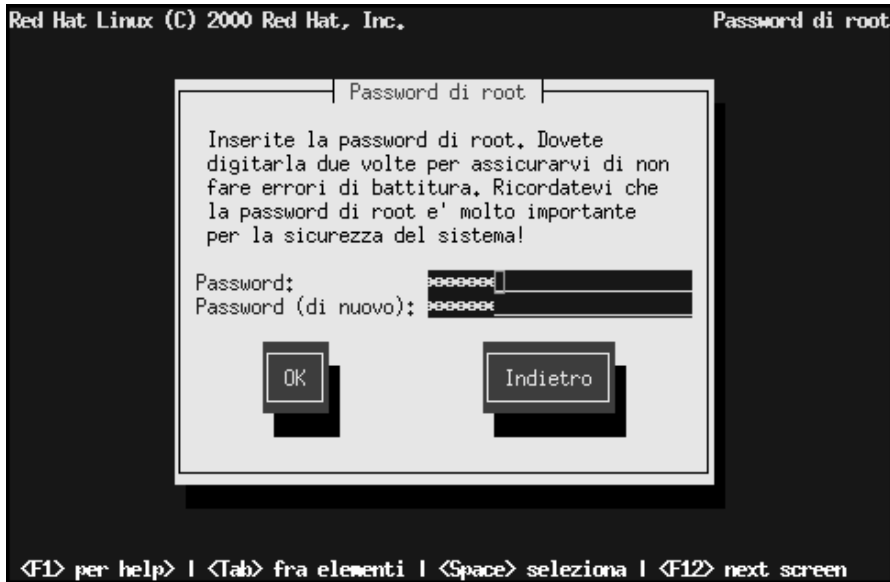 Red Hat Linux (C) 2000 Red Hat, Inc. Password di root
Password di root
Inserite la password di root. Dovete
digitarla due volte per assicurarvi di non
fare errori di battitura. Ricordatevi che
la password di root e' molto importante
per la sicurezza del sistema!
Password: *******
Password (di nuovo): *******
OK Indietro
<F1> per help> | <Tab> fra elementi | <Space> seleziona | <F12> next screen